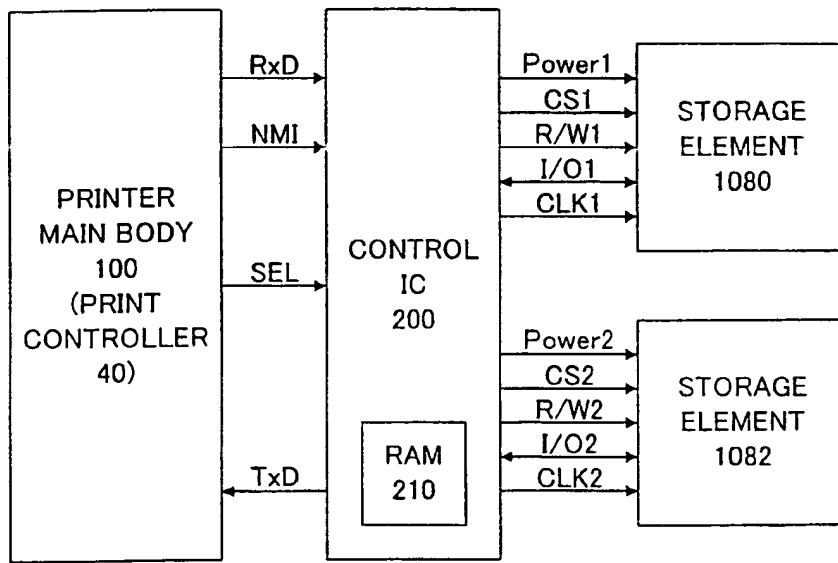 PRINTER
MAIN BODY
100
(PRINT
CONTROLLER
40)
RxD
NMI
SEL
TxD
CONTROL
IC
200
RAM
210
Power1
CS1
R/W1
I/O1
CLK1
STORAGE
ELEMENT
1080
Power2
CS2
R/W2
I/O2
CLK2
STORAGE
ELEMENT
1082